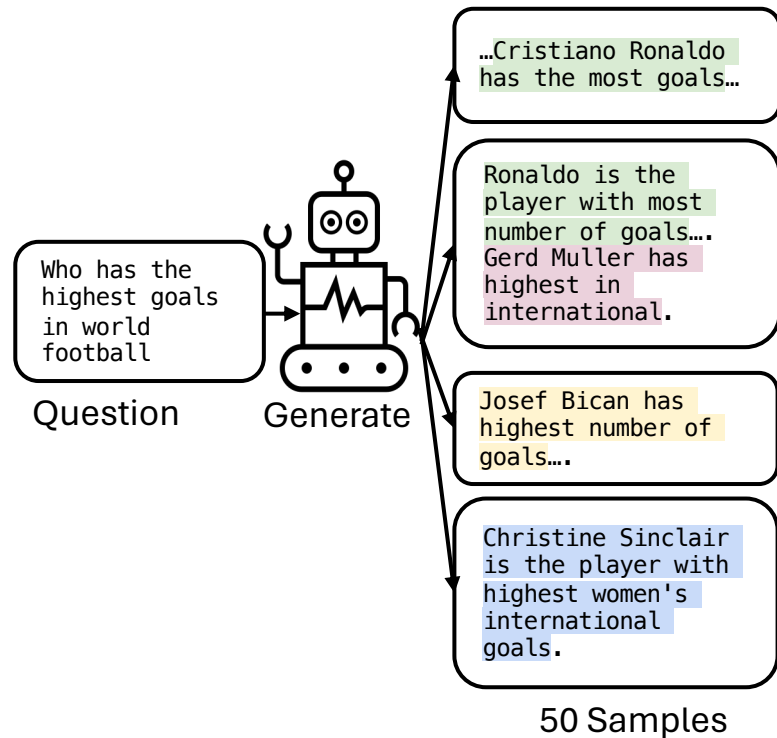 Who has the
highest goals
in world
football
Question
Generate
…Cristiano Ronaldo
has the most goals…
Ronaldo is the
player with most
number of goals….
Gerd Muller has
highest in
international.
Josef Bican has
highest number of
goals….
Christine Sinclair
is the player with
highest women's
international
goals.
50 Samples